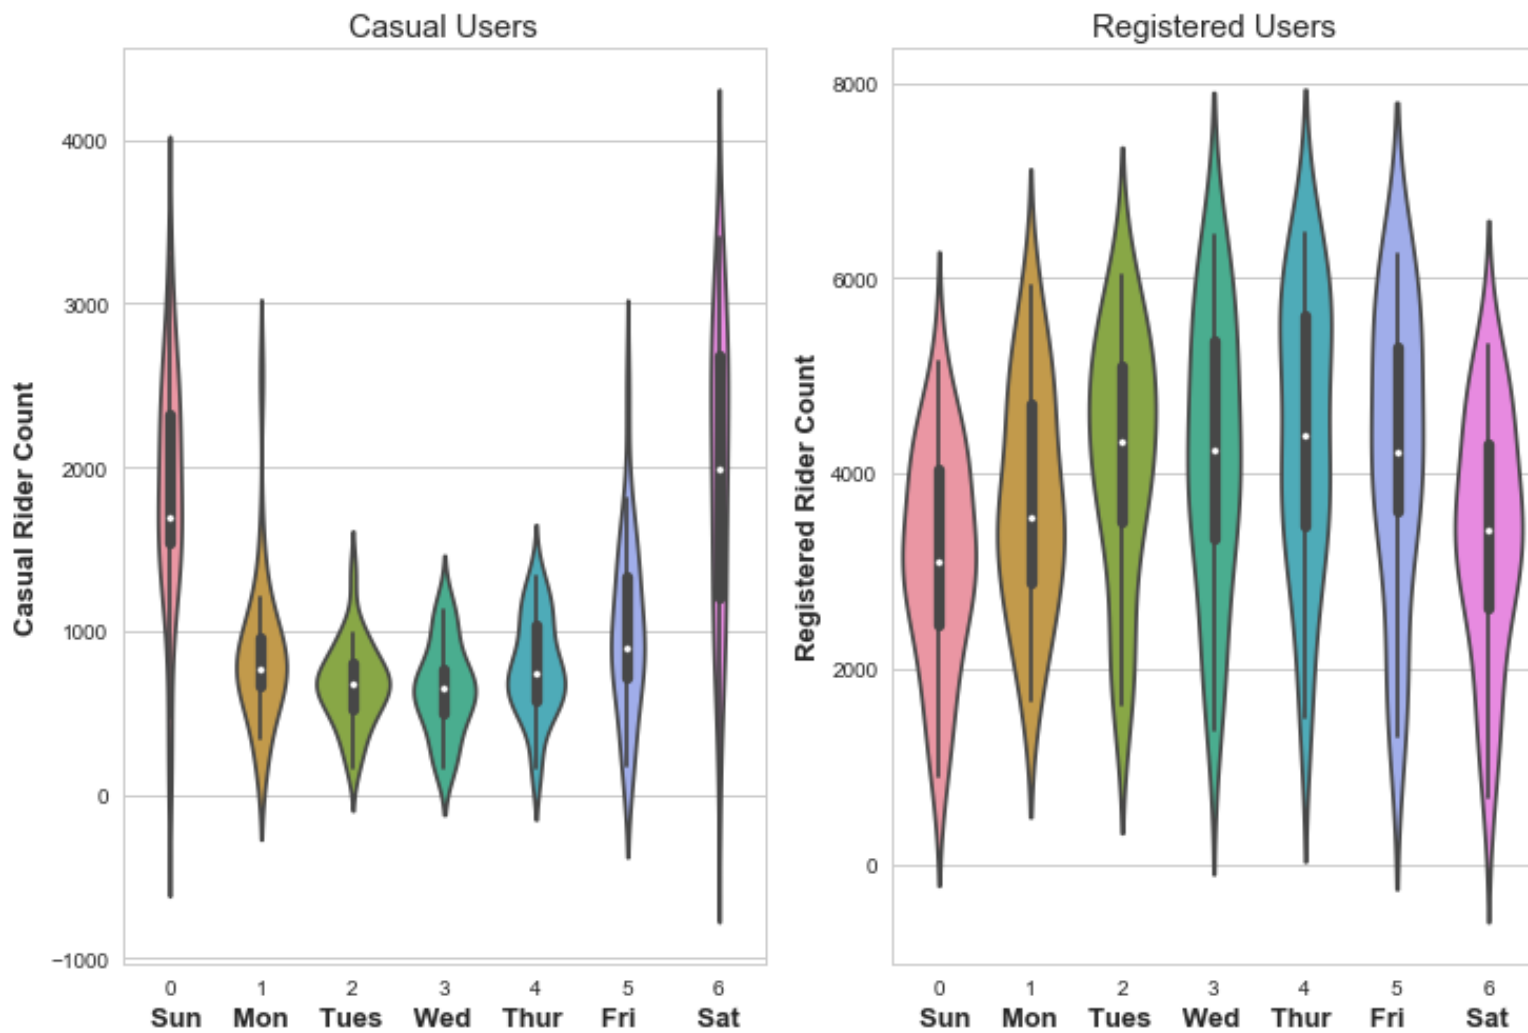 Casual Users
Casual Rider Count
4000
3000
2000
1000
0
−1000
0 1 2 3 4 5 6
Sun Mon Tues Wed Thur Fri Sat
Registered Users
Registered Rider Count
8000
6000
4000
2000
0
0 1 2 3 4 5 6
Sun Mon Tues Wed Thur Fri Sat